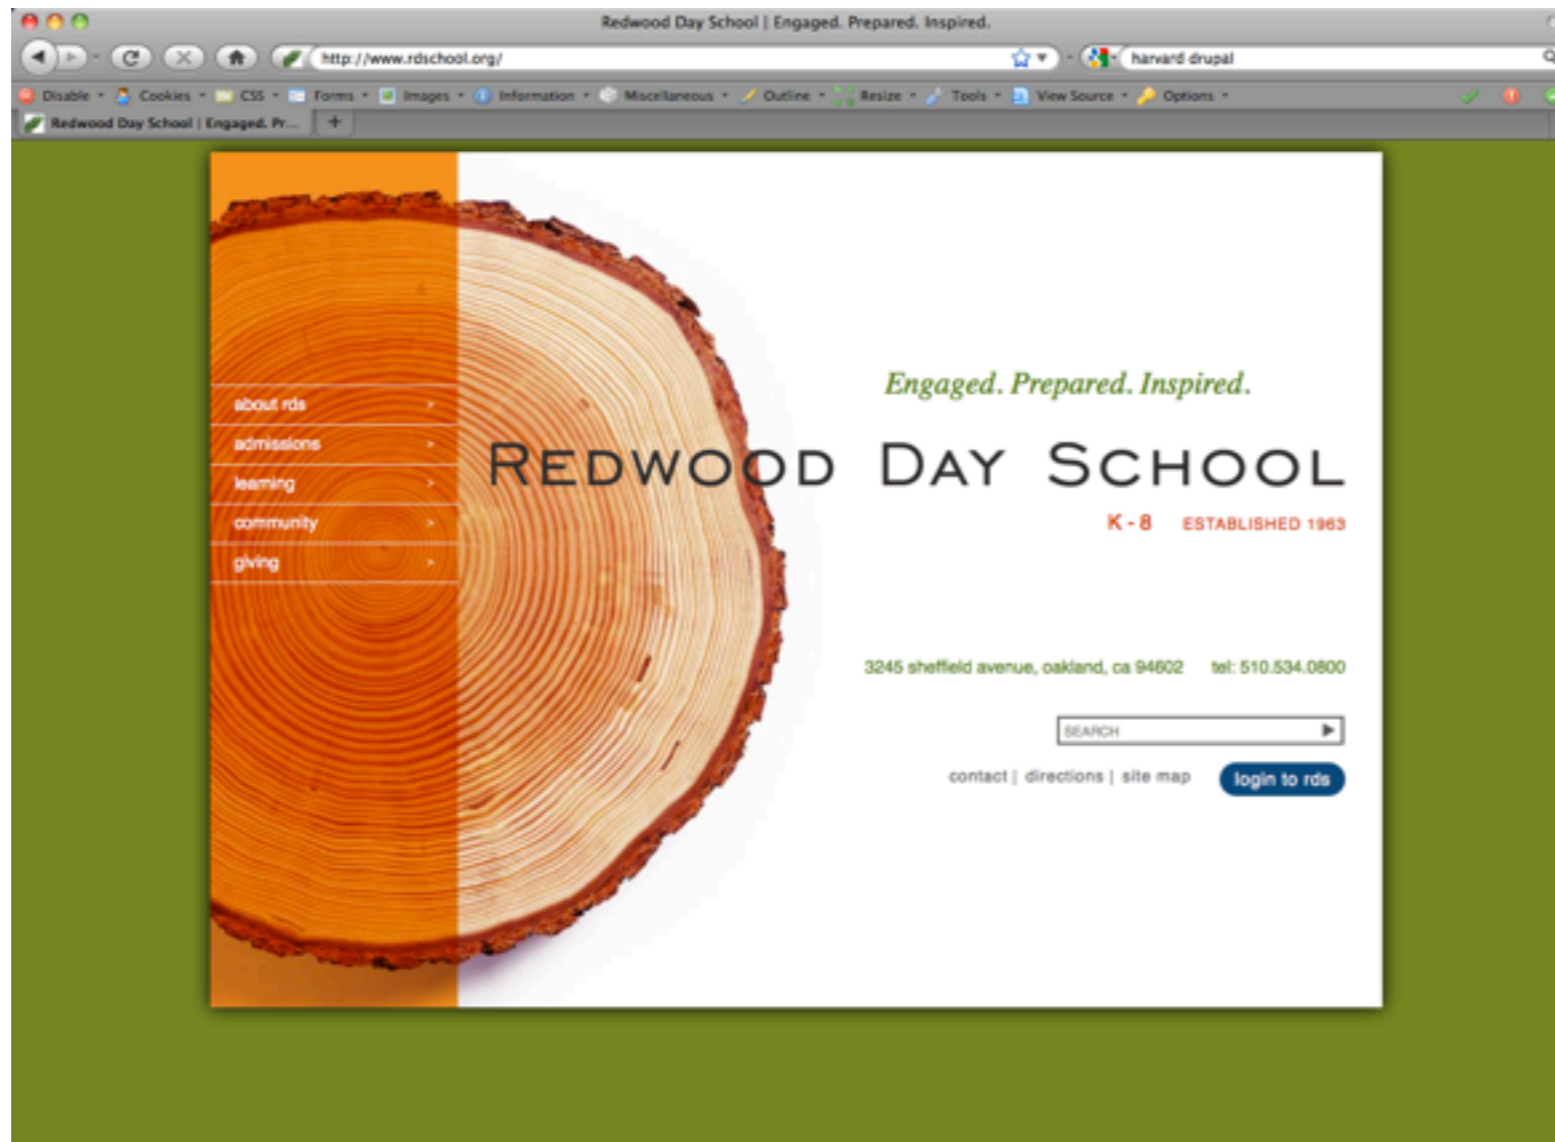 Redwood Day School | Engaged. Prepared. Inspired.
http://www.rdschool.org/
harvard drupal
Disable Cookies CSS Forms Images Information Miscellaneous Outline Resize Tools View Source Options
Redwood Day School | Engaged. Pr...
Engaged. Prepared. Inspired.
about rds >
admissions >
learning >
community >
giving >
REDWOOD DAY SCHOOL
K - 8 ESTABLISHED 1963
3245 sheffield avenue, oakland, ca 94602 tel: 510.534.0800
SEARCH
contact | directions | site map
login to rds